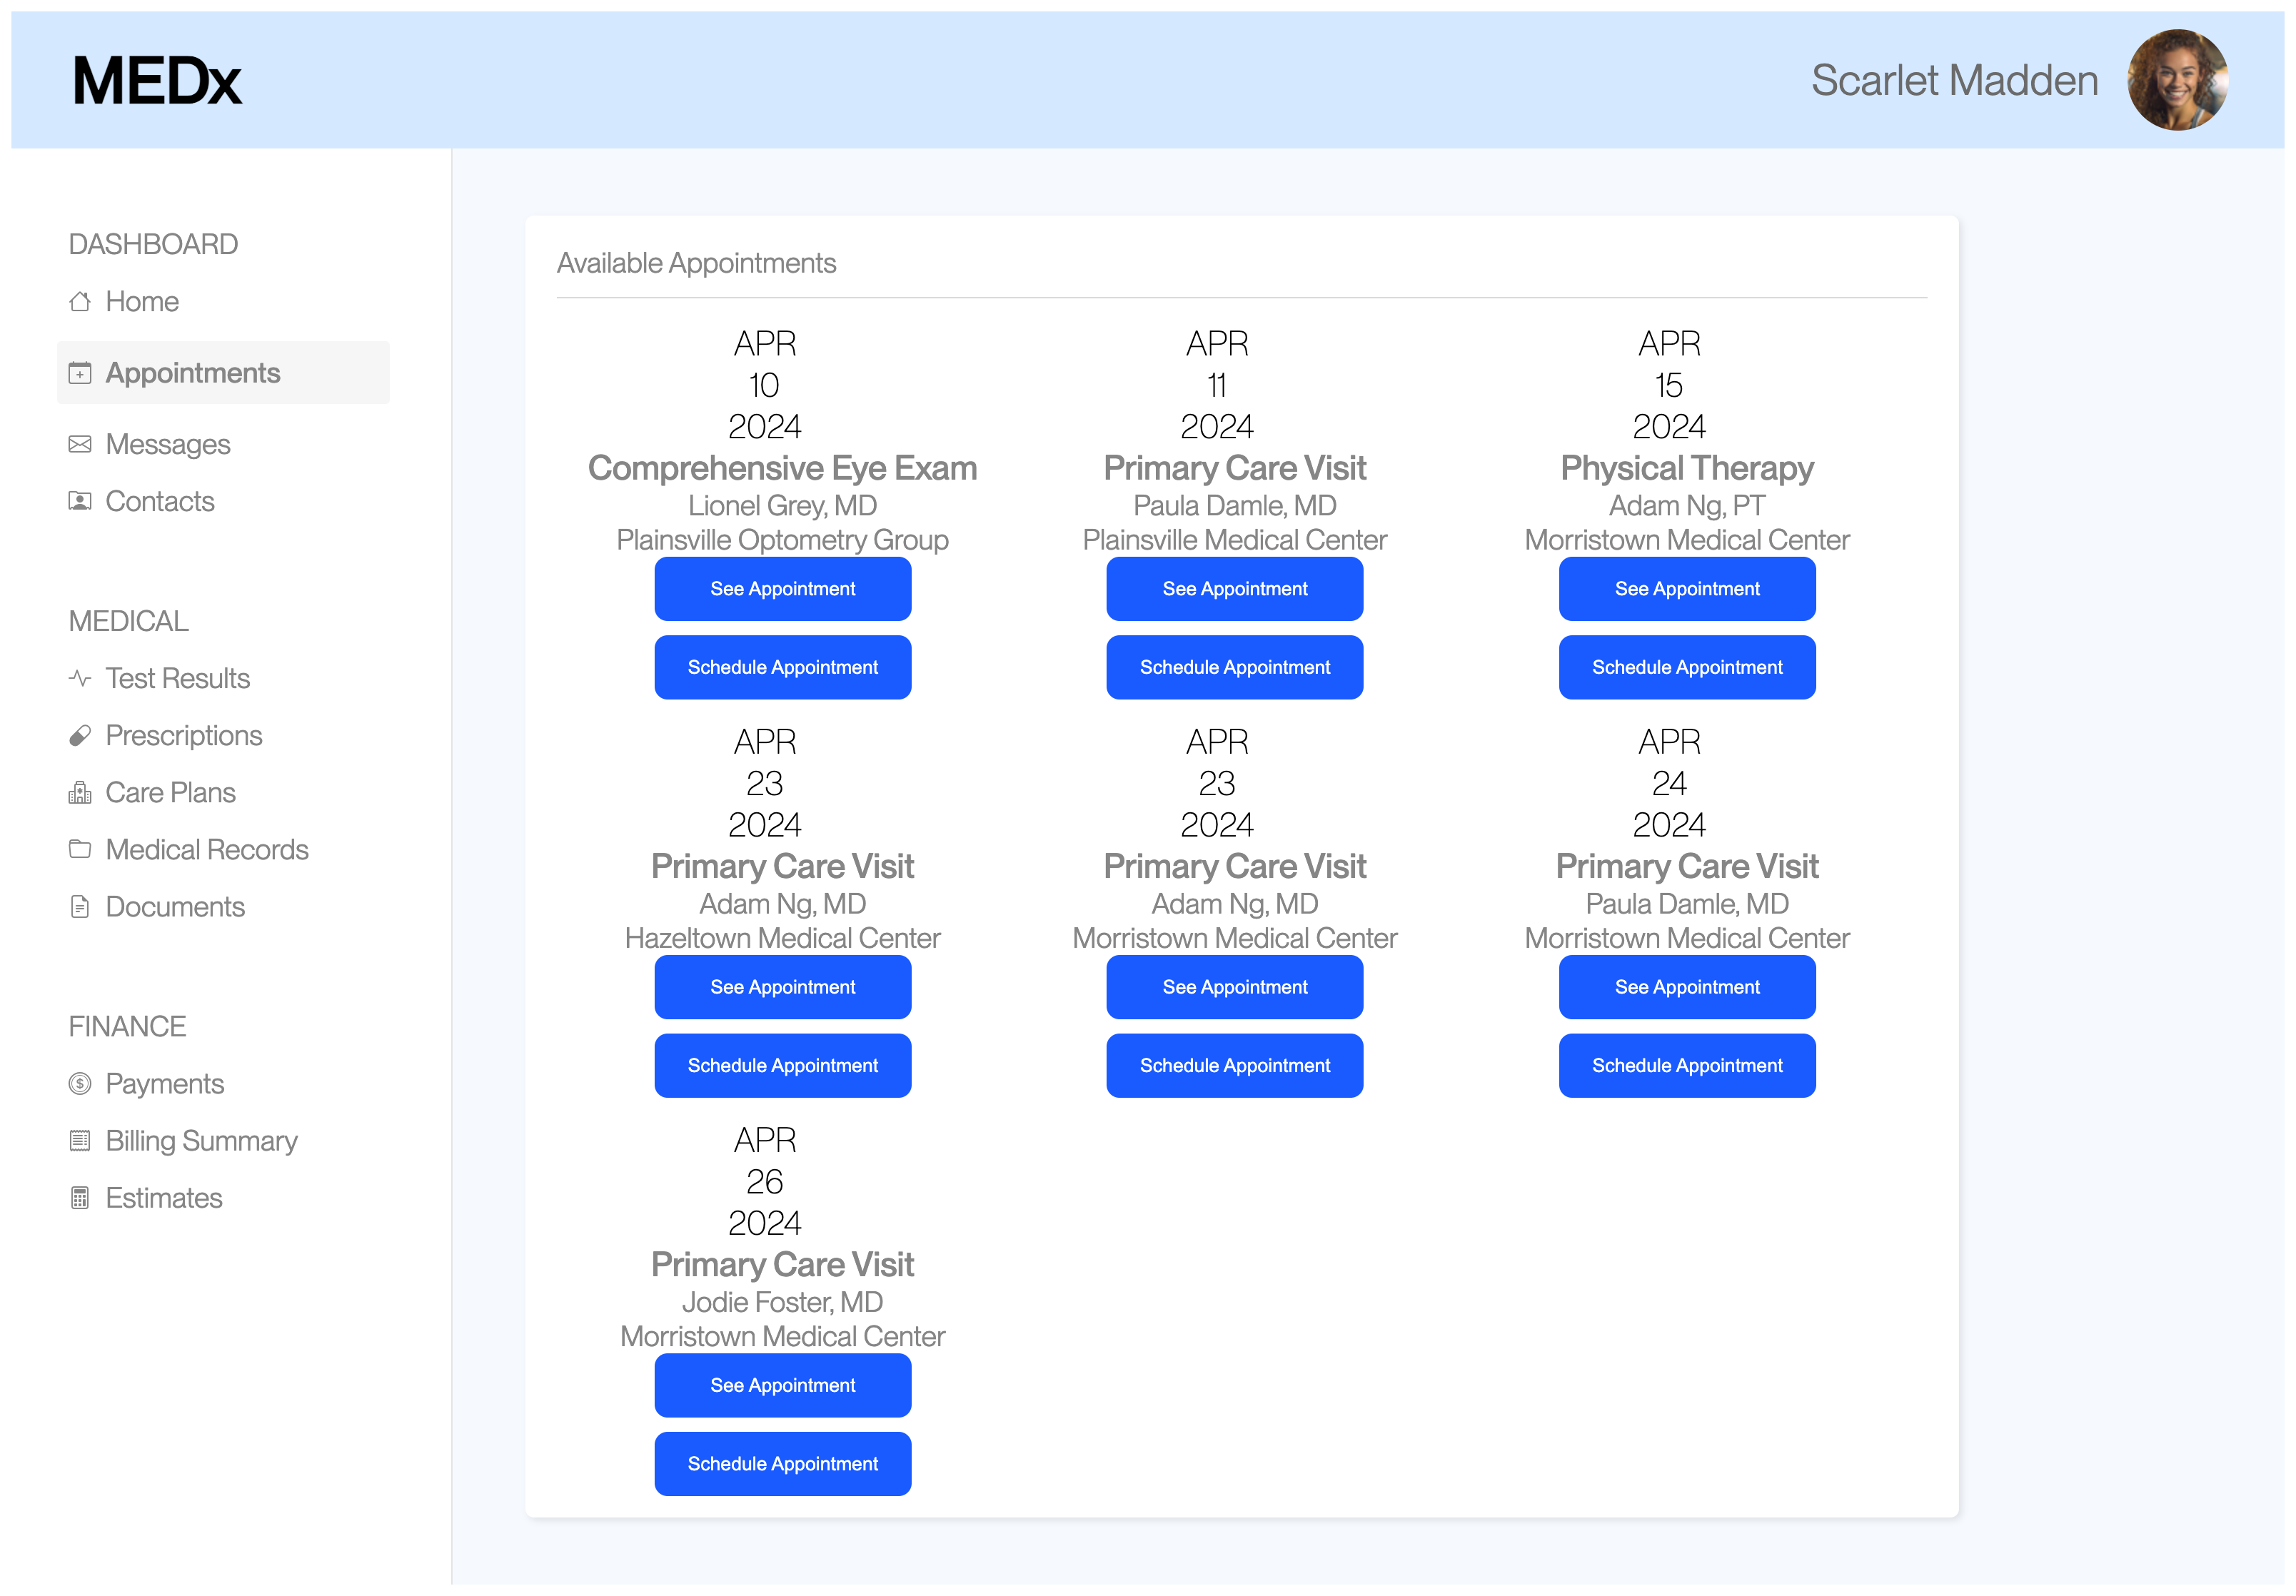 MEDx
Scarlet Madden
DASHBOARD
Home
Appointments
Messages
Contacts
MEDICAL
Test Results
Prescriptions
Care Plans
Medical Records
Documents
FINANCE
Payments
Billing Summary
Estimates
Available Appointments
APR
10
2024
Comprehensive Eye Exam
Lionel Grey, MD
Plainsville Optometry Group
See Appointment
Schedule Appointment
APR
11
2024
Primary Care Visit
Paula Damle, MD
Plainsville Medical Center
See Appointment
Schedule Appointment
APR
15
2024
Physical Therapy
Adam Ng, PT
Morristown Medical Center
See Appointment
Schedule Appointment
APR
23
2024
Primary Care Visit
Adam Ng, MD
Hazeltown Medical Center
See Appointment
Schedule Appointment
APR
23
2024
Primary Care Visit
Adam Ng, MD
Morristown Medical Center
See Appointment
Schedule Appointment
APR
24
2024
Primary Care Visit
Paula Damle, MD
Morristown Medical Center
See Appointment
Schedule Appointment
APR
26
2024
Primary Care Visit
Jodie Foster, MD
Morristown Medical Center
See Appointment
Schedule Appointment